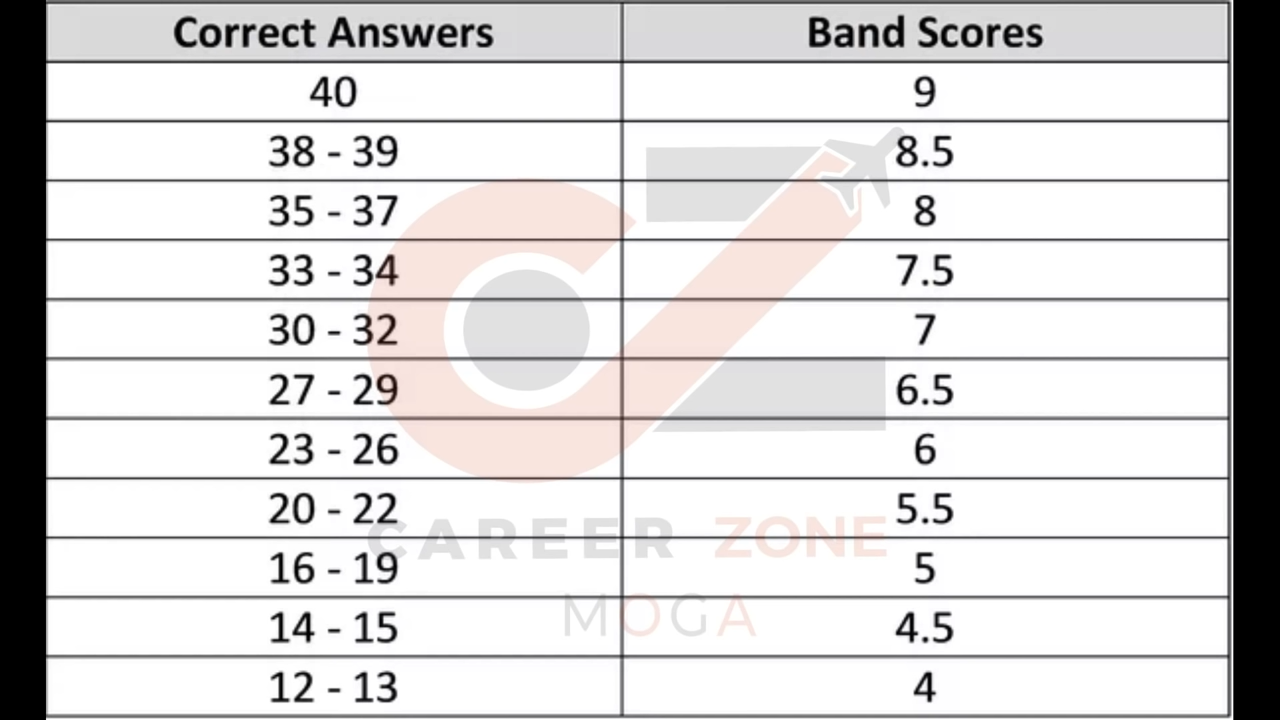 Correct Answers Band Scores
40 9
38 - 39 8.5
35 - 37 8
33 - 34 7.5
30 - 32 7
27 - 29 6.5
23 - 26 6
20 - 22 5.5
CAREER ZONE
16 - 19 5
MOGA
14 - 15 4.5
12 - 13 4